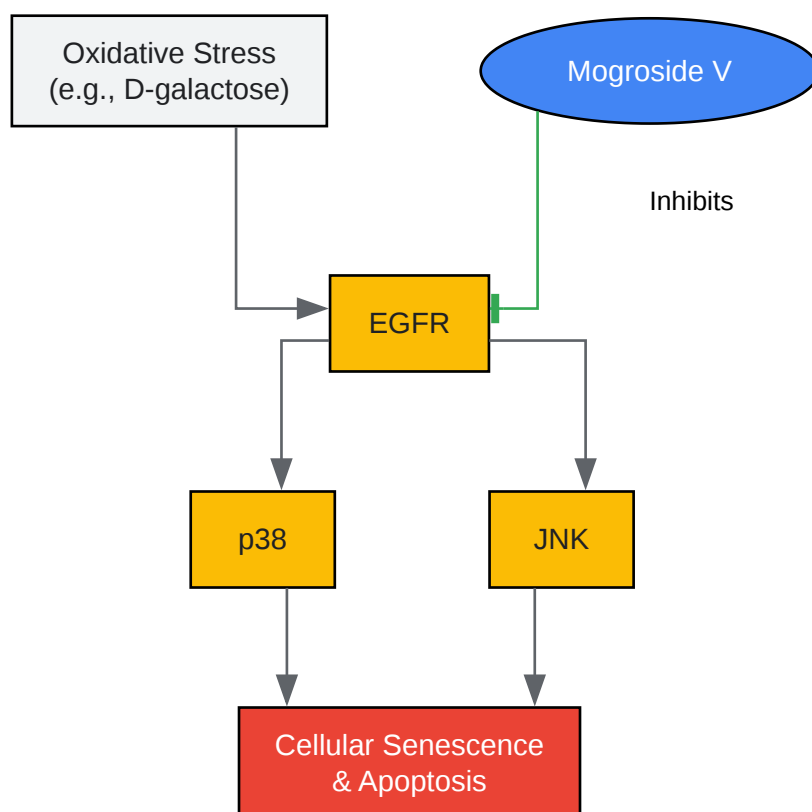 Oxidative Stress
(e.g., D-galactose)
Mogroside V
Inhibits
EGFR
p38
JNK
Cellular Senescence
& Apoptosis